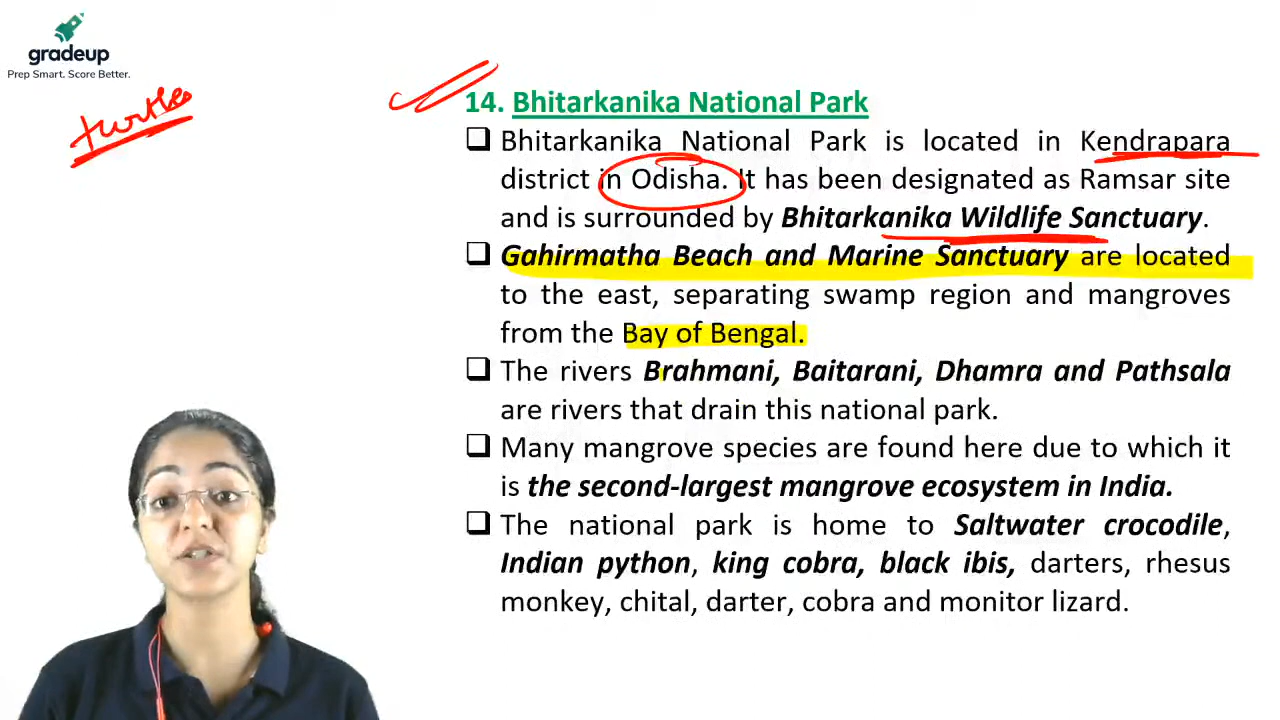 gradeup
Prep Smart. Score Better.
turtles
14. Bhitarkanika National Park
Bhitarkanika National Park is located in Kendrapara
district in Odisha. It has been designated as Ramsar site
and is surrounded by Bhitarkanika Wildlife Sanctuary.
Gahirmatha Beach and Marine Sanctuary are located
to the east, separating swamp region and mangroves
from the Bay of Bengal.
The rivers Brahmani, Baitarani, Dhamra and Pathsala
are rivers that drain this national park.
Many mangrove species are found here due to which it
is the second-largest mangrove ecosystem in India.
The national park is home to Saltwater crocodile,
Indian python, king cobra, black ibis, darters, rhesus
monkey, chital, darter, cobra and monitor lizard.